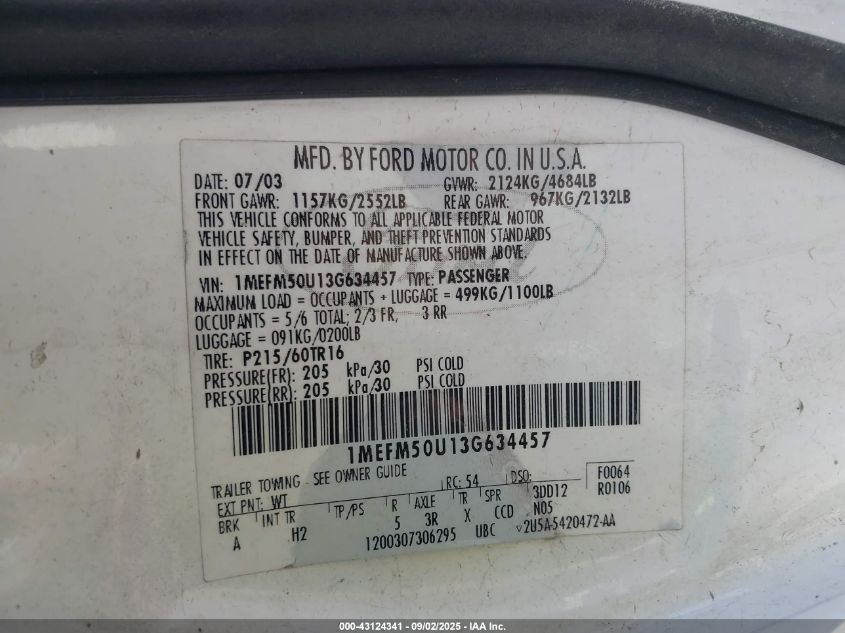 MFD. BY FORD MOTOR CO. IN U.S.A.
DATE: 07/03 GVWR: 2124KG/4684LB
FRONT GAWR: 1157KG/2552LB REAR GAWR: 967KG/2132LB
THIS VEHICLE CONFORMS TO ALL APPLICABLE FEDERAL MOTOR
VEHICLE SAFETY, BUMPER, AND THEFT PREVENTION STANDARDS
IN EFFECT ON THE DATE OF MANUFACTURE SHOWN ABOVE.
VIN: 1MEFM50U13G634457 TYPE: PASSENGER
MAXIMUM LOAD = OCCUPANTS + LUGGAGE = 499KG/1100LB
OCCUPANTS = 5/6 TOTAL; 2/3 FR, 3 RR
LUGGAGE = 091KG/0200LB
TIRE: P215/60TR16
PRESSURE(FR): 205 kPa/30 PSI COLD
PRESSURE(RR): 205 kPa/30 PSI COLD
1MEFM50U13G634457
TRAILER TOWING - SEE OWNER GUIDE
EXT PNT: WT RC: 54 DSO: F0064
BRK INT TR TP/PS R AXLE TR SPR 3DD12 R0106
A H2 5 3R X CCD N05
1200307306295 UBC V2U5A-5420472-AA
000-43124341 - 09/02/2025 - IAA Inc.